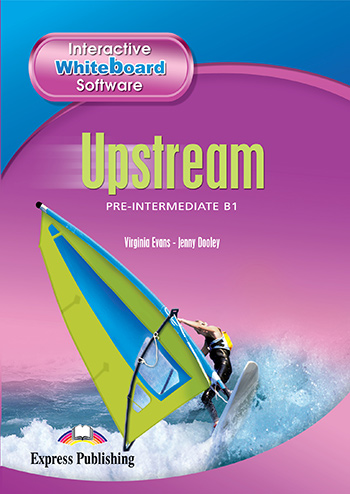 Interactive
Whiteboard
Software
Upstream
PRE-INTERMEDIATE B1
Virginia Evans - Jenny Dooley
Express Publishing